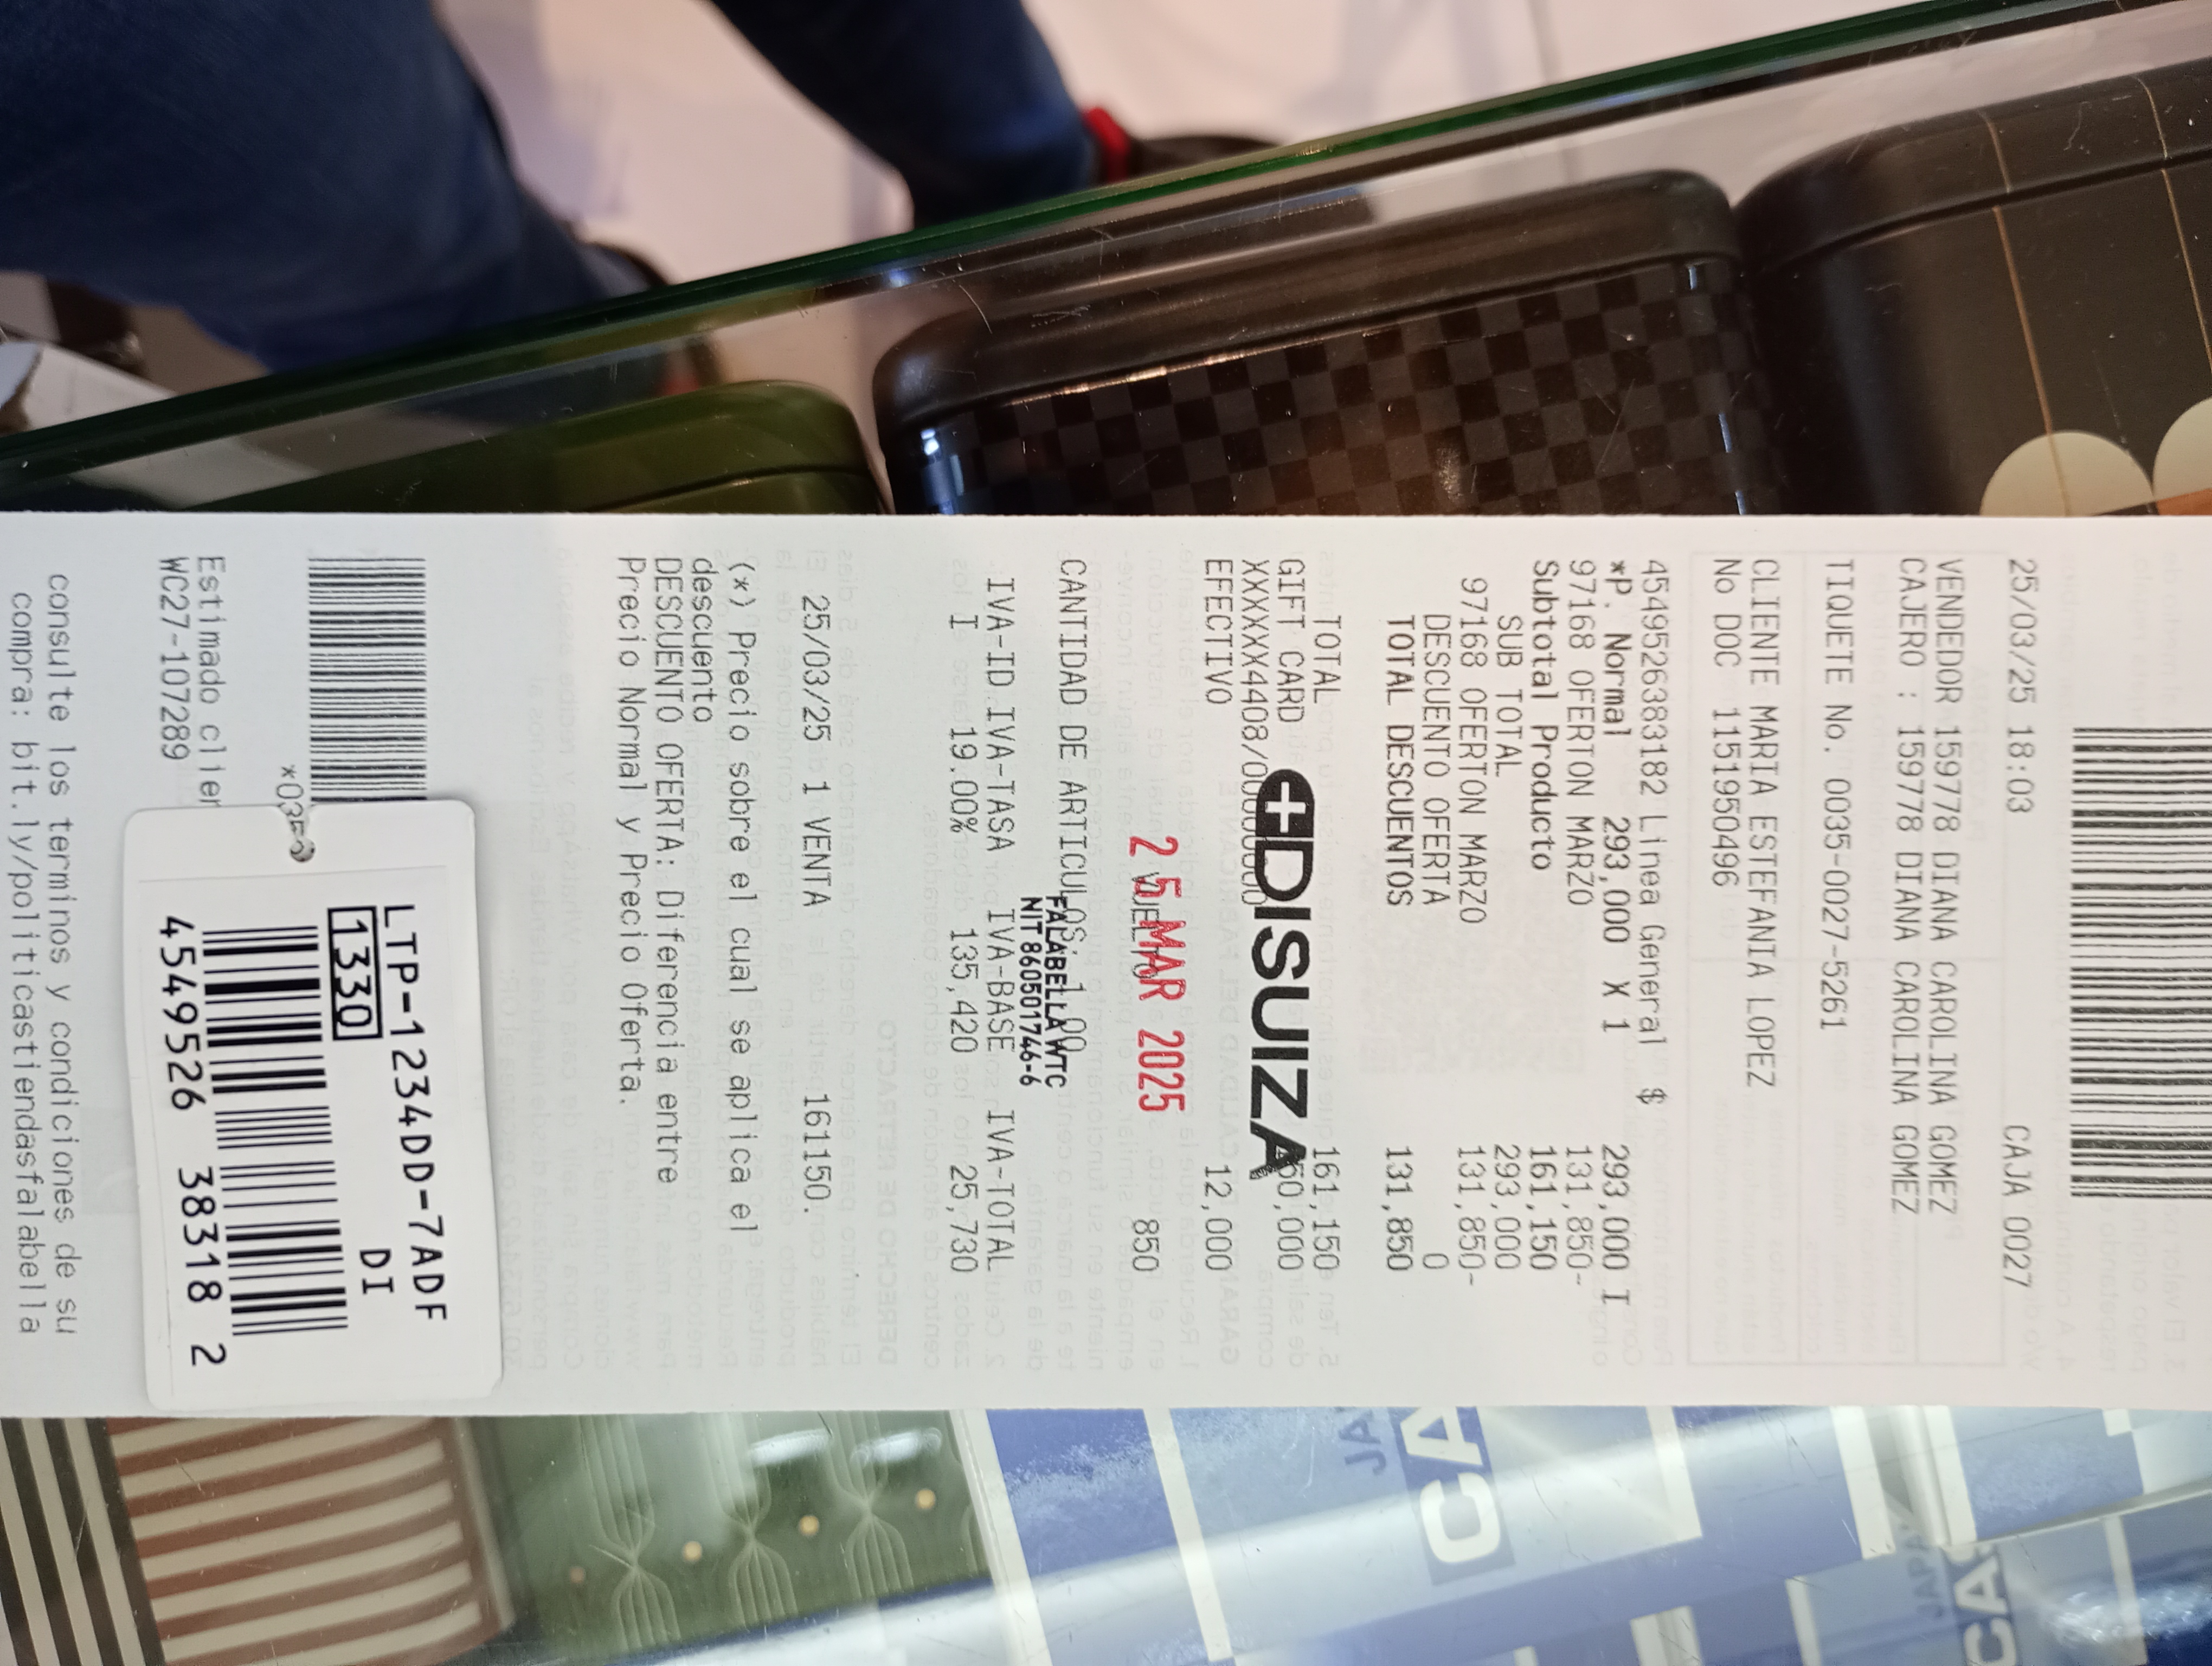 25/03/25 18:03 CAJA 0027
VENDEDOR 159778 DIANA CAROLINA GOMEZ
CAJERO : 159778 DIANA CAROLINA GOMEZ
TIQUETE No. 0035-0027-5261
CLIENTE MARIA ESTEFANIA LOPEZ
No DOC 1151950496
4549526383182 Linea General $
*P. Normal 293,000 X 1 293,000 I
97168 OFERTON MARZO 131,850-
Subtotal Producto 161,150
SUB TOTAL 293,000
97168 OFERTON MARZO 131,850-
DESCUENTO OFERTA 0
TOTAL DESCUENTOS 131,850
TOTAL 161,150
GIFT CARD
XXXXXX4408/
DISUIZA
EFECTIVO 12,000
VUELTO 850
25 MAR 2025
CANTIDAD DE ARTICULOS: 1.00
FALABELLA WTC
NIT 860501746-6
IVA-ID IVA-TASA IVA-BASE IVA-TOTAL
I 19.00% 135,420 25,730
25/03/25 1 VENTA 161150.
(*) Precio sobre el cual se aplica el
descuento
DESCUENTO OFERTA: Diferencia entre
Precio Normal y Precio Oferta.
LTP-1234DD-7ADF
1330 DI
4549526 38318 2
Estimado
WC27-107289
consulte los terminos y condiciones de su
compra: bit.ly/politicastiendasfalabella
CA
JA
CA
JAPA